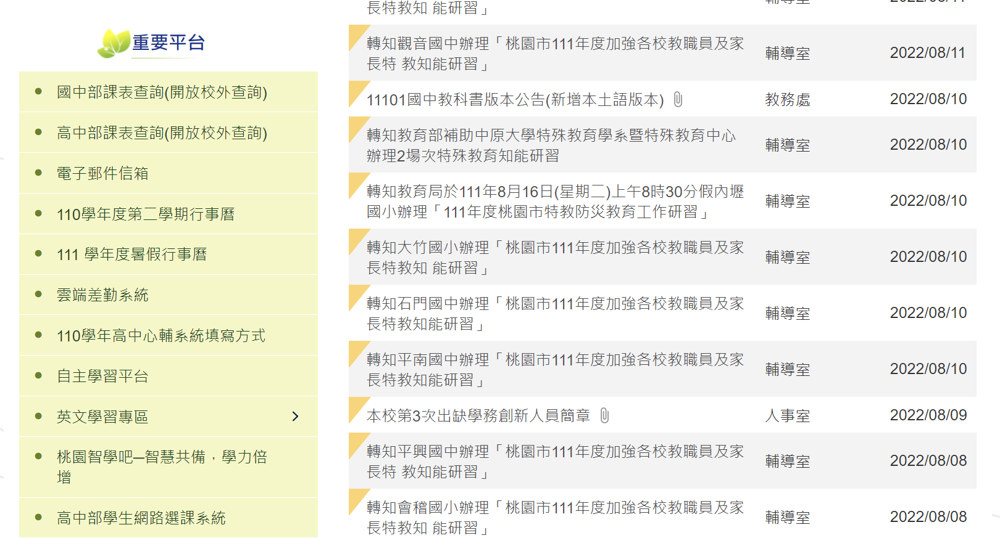 重要平台
國中部課表查詢(開放校外查詢)
高中部課表查詢(開放校外查詢)
電子郵件信箱
110學年度第二學期行事曆
111 學年度暑假行事曆
雲端差勤系統
110學年高中心輔系統填寫方式
自主學習平台
英文學習專區
桃園智學吧—智慧共備，學力倍
增
高中部學生網路選課系統
長特教知 能研習」
轉知觀音國中辦理「桃園市111年度加強各校教職員及家
長特 教知能研習」
輔導室
2022/08/11
11101國中教科書版本公告(新增本土語版本)
教務處
2022/08/10
轉知教育部補助中原大學特殊教育學系暨特殊教育中心
辦理2場次特殊教育知能研習
輔導室
2022/08/10
轉知教育局於111年8月16日(星期二)上午8時30分假內壢
國小辦理「111年度桃園市特教防災教育工作研習」
輔導室
2022/08/10
轉知大竹國小辦理「桃園市111年度加強各校教職員及家
長特教知 能研習」
輔導室
2022/08/10
轉知石門國中辦理「桃園市111年度加強各校教職員及家
長特教知能研習」
輔導室
2022/08/10
轉知平南國中辦理「桃園市111年度加強各校教職員及家
長特教知能研習」
輔導室
2022/08/10
本校第3次出缺學務創新人員簡章
人事室
2022/08/09
轉知平興國中辦理「桃園市111年度加強各校教職員及家
長特 教知能研習」
輔導室
2022/08/08
轉知會稽國小辦理「桃園市111年度加強各校教職員及家
長特教知 能研習」
輔導室
2022/08/08